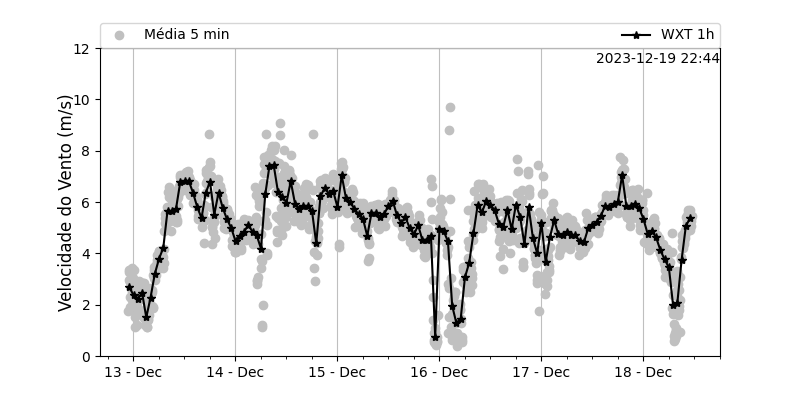 Média 5 min
WXT 1h
2023-12-19 22:44
Velocidade do Vento (m/s)
12
10
8
6
4
2
0
13 - Dec
14 - Dec
15 - Dec
16 - Dec
17 - Dec
18 - Dec